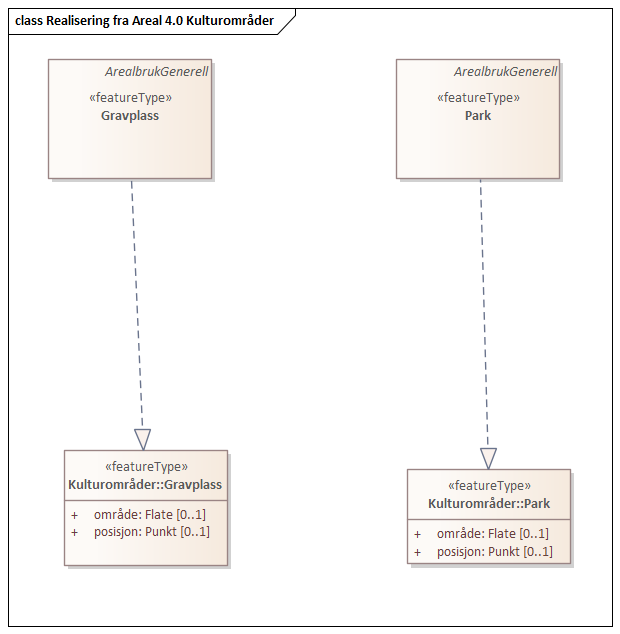 class Realisering fra Areal 4.0 Kulturområder
ArealbrukGenerell
«featureType»
Gravplass
ArealbrukGenerell
«featureType»
Park
«featureType»
Kulturområder::Gravplass
+ område: Flate [0..1]
+ posisjon: Punkt [0..1]
«featureType»
Kulturområder::Park
+ område: Flate [0..1]
+ posisjon: Punkt [0..1]